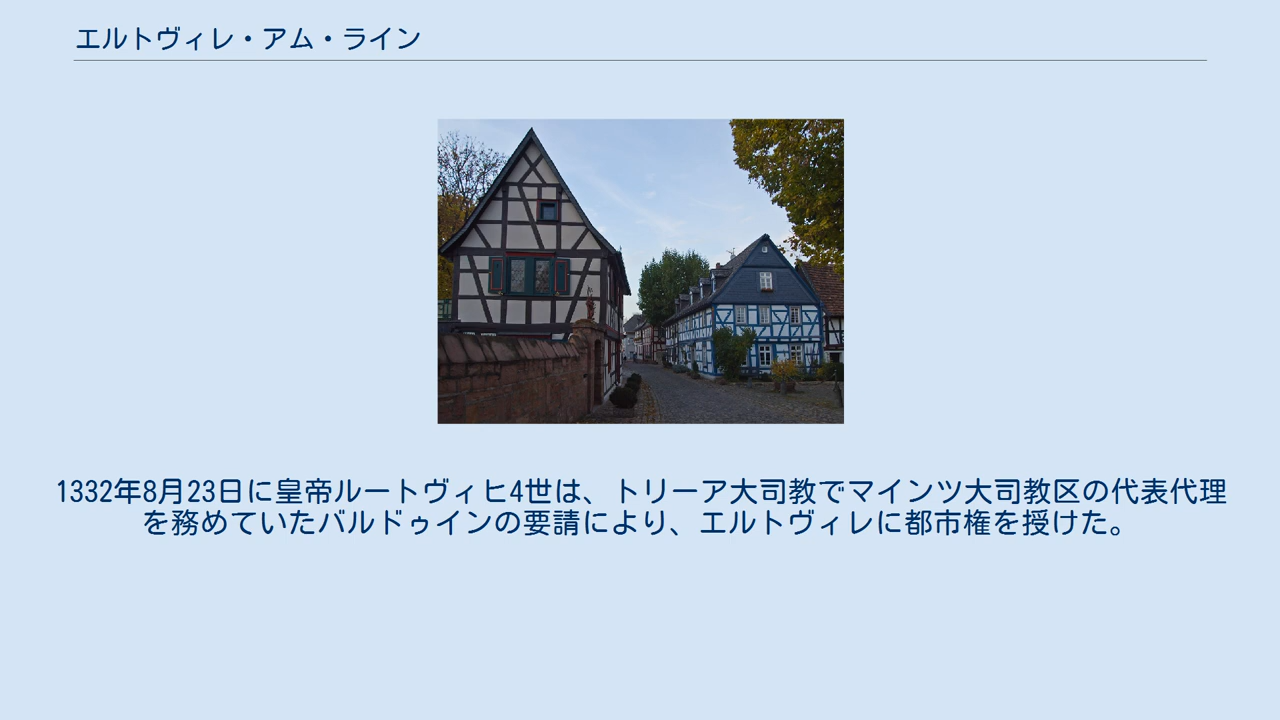 エルトヴィレ・アム・ライン
1332年8月23日に皇帝ルートヴィヒ4世は、トリーア大司教でマインツ大司教区の代表代理
を務めていたバルドゥインの要請により、エルトヴィレに都市権を授けた。